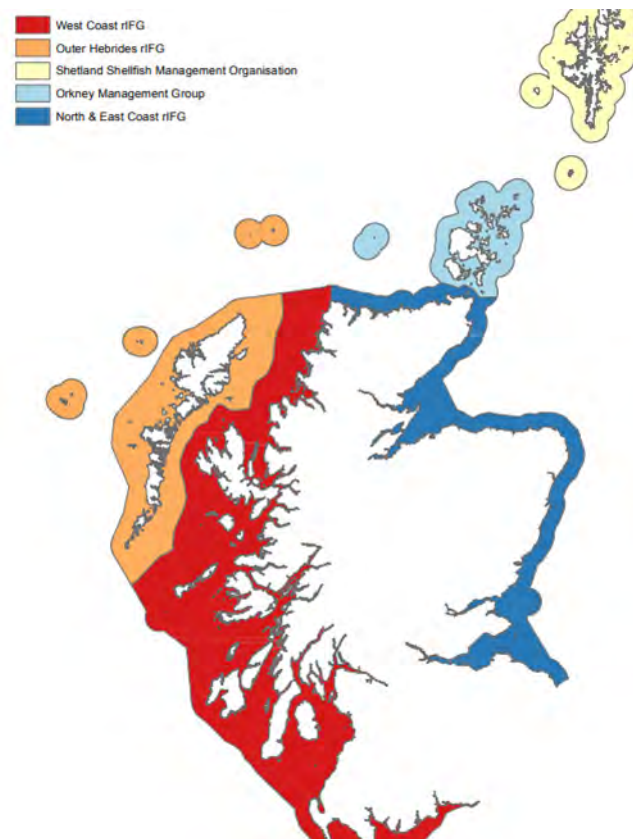 West Coast rIFG
Outer Hebrides rIFG
Shetland Shellfish Management Organisation
Orkney Management Group
North & East Coast rIFG